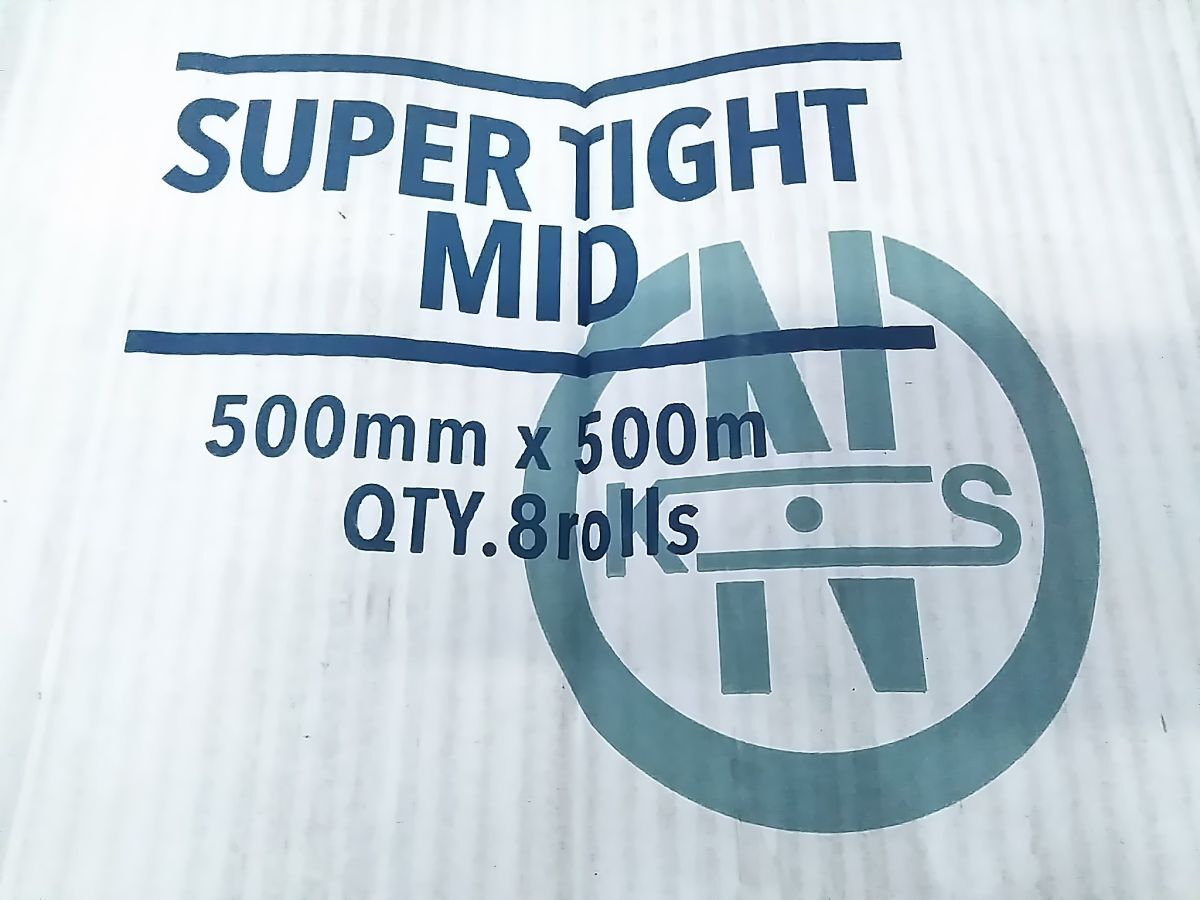 SUPER TIGHT
MID
500mm x 500m
QTY.8rolls
N
K S